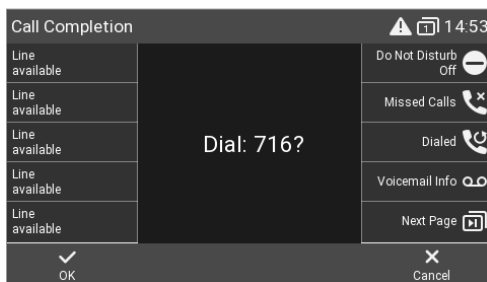 Call Completion
1
14:53
Line
available
Line
available
Line
available
Line
available
Line
available
Dial: 716?
Do Not Disturb
Off
Missed Calls
Dialed
Voicemail Info
Next Page
OK
Cancel